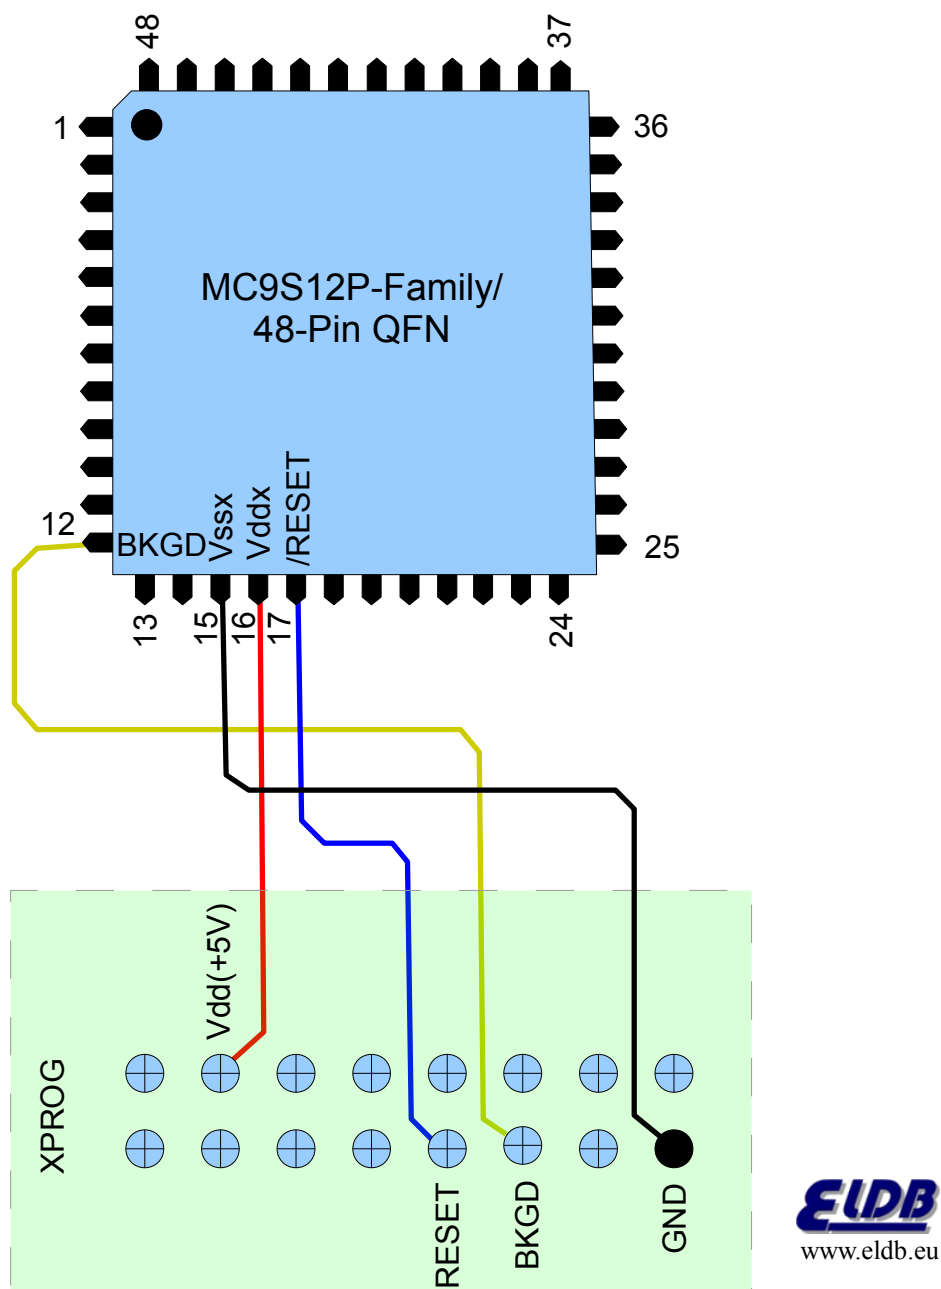 48
37
1
36
MC9S12P-Family/
48-Pin QFN
12
BKGD
Vssx
Vddx
/RESET
25
13
15
16
17
24
Vdd(+5V)
XPROG
RESET
BKGD
GND
ELDB
www.eldb.eu